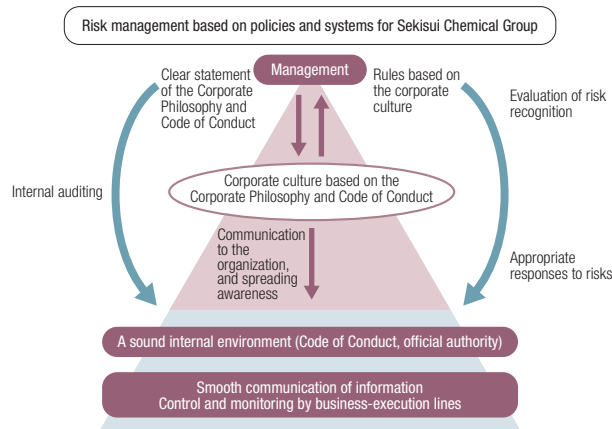 Risk management based on policies and systems for Sekisui Chemical Group
Management
Clear statement
of the Corporate
Philosophy and
Code of Conduct
Rules based on
the corporate
culture
Evaluation of risk
recognition
Internal auditing
Corporate culture based on the
Corporate Philosophy and Code of Conduct
Communication
to the
organization,
and spreading
awareness
Appropriate
responses to risks
A sound internal environment (Code of Conduct, official authority)
Smooth communication of information
Control and monitoring by business-execution lines